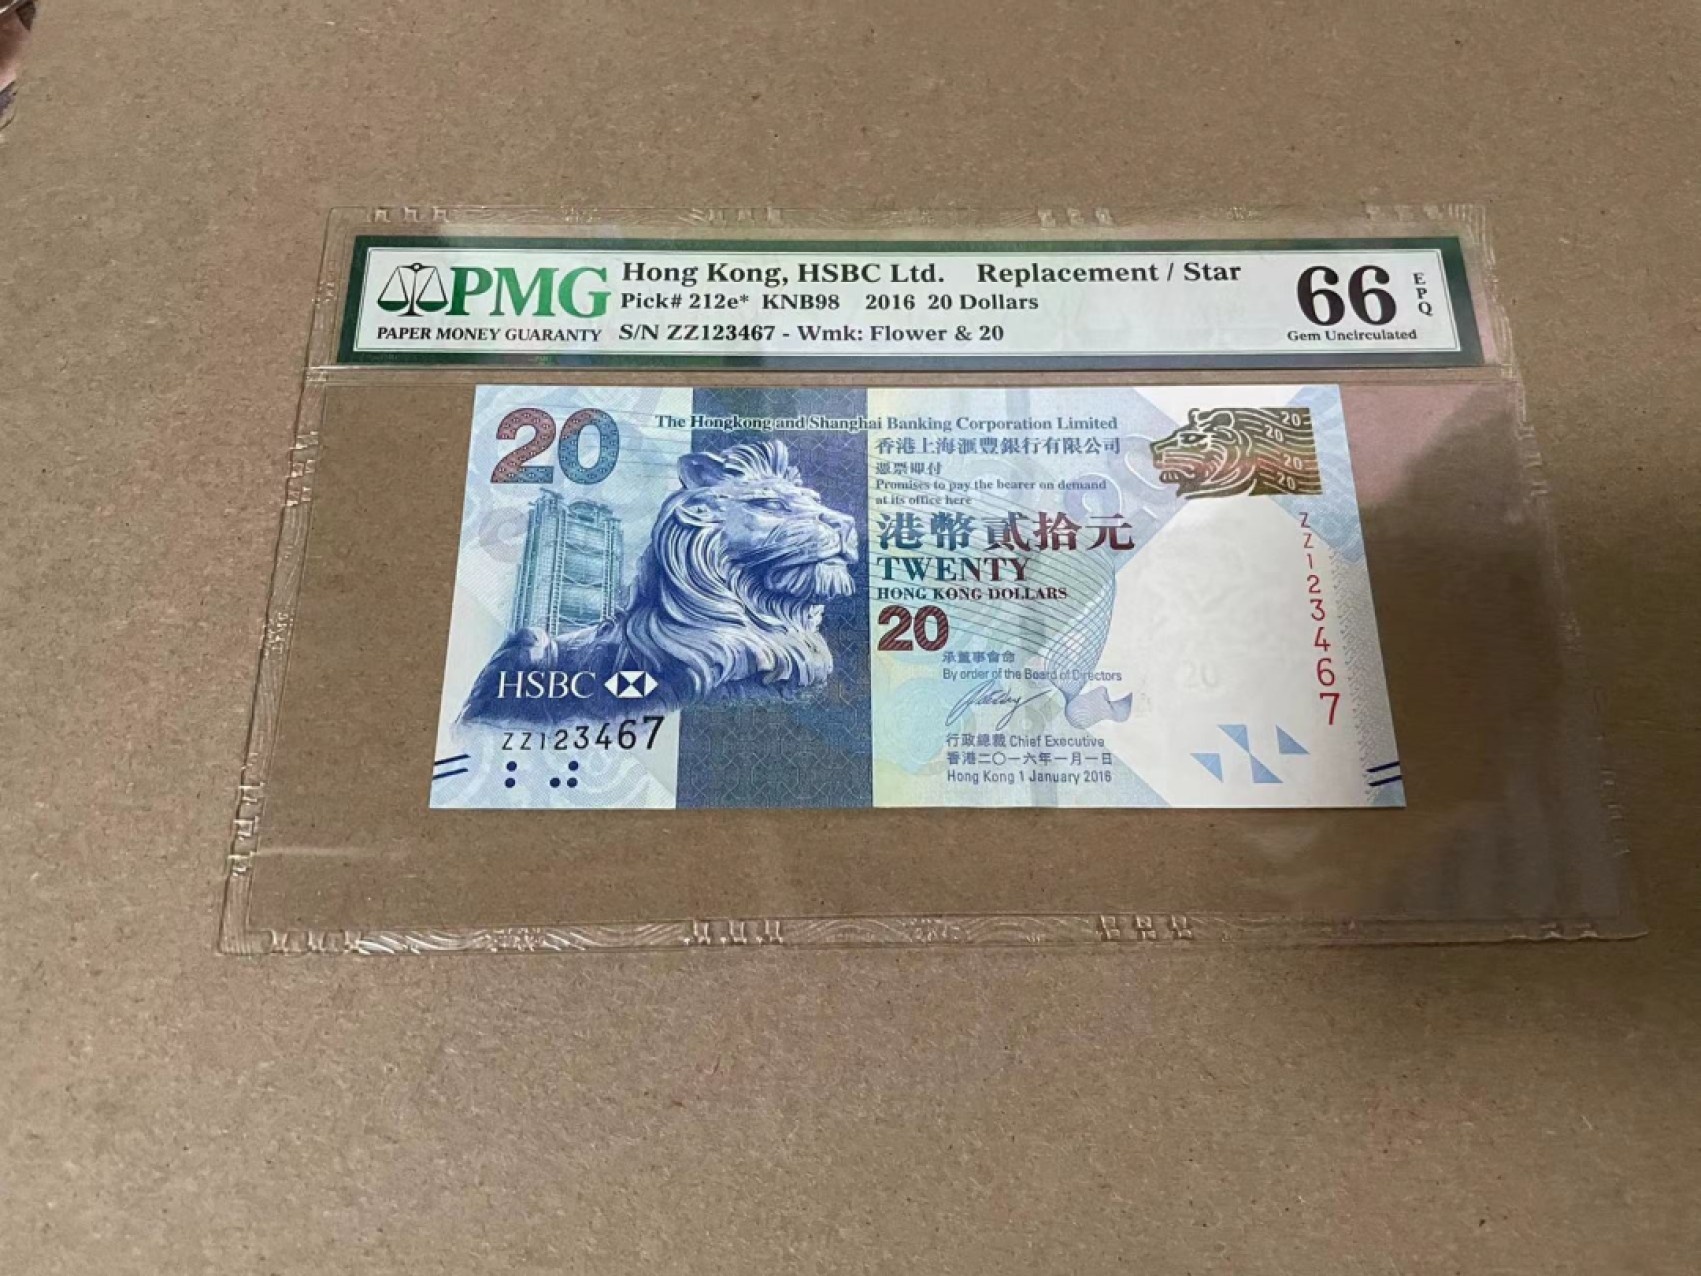 PMG
PAPER MONEY GUARANTY
Hong Kong, HSBC Ltd. Replacement / Star
Pick# 212e* KNB98 2016 20 Dollars
S/N ZZ123467 - Wmk: Flower & 20
66
EPQ
Gem Uncirculated
20
The Hongkong and Shanghai Banking Corporation Limited
香港上海滙豐銀行有限公司
憑票即付
Promises to pay the bearer on demand
at its office here
港幣貳拾元
TWENTY
HONG KONG DOLLARS
20
承董事會命
By order of the Board of Directors
行政總裁 Chief Executive
香港二〇一六年一月一日
Hong Kong 1 January 2016
HSBC
ZZ123467
20
20
20
20
ZZ123467
20